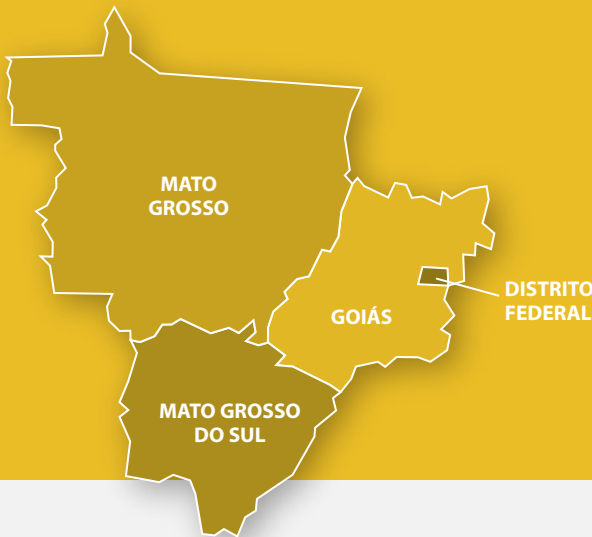 MATO
GROSSO
DISTRITO
FEDERAL
GOIÁS
MATO GROSSO
DO SUL